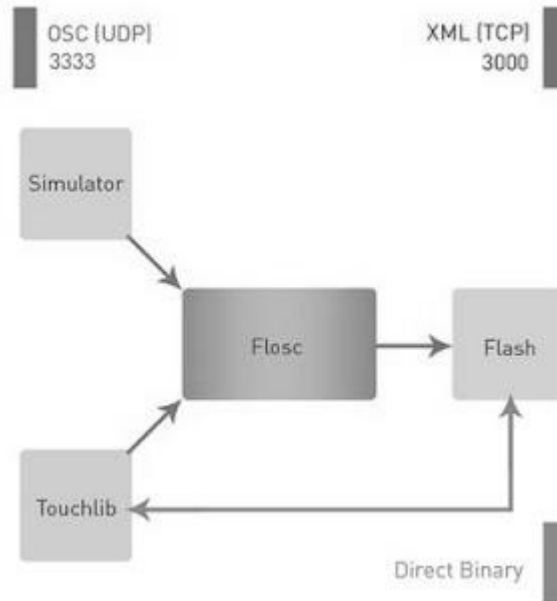 OSC (UDP)
3333
XML (TCP)
3000
Simulator
Flosc
Flash
Touchlib
Direct Binary